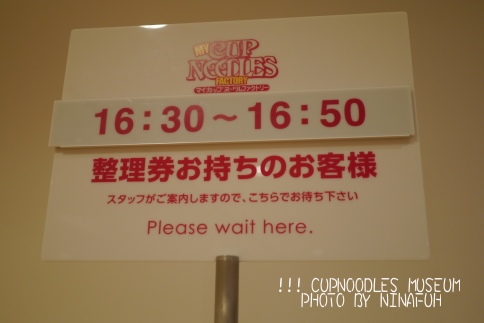 MY
CUP
NOODLES
FACTORY
マイカップヌードルファクトリー
16:30～16:50
整理券お持ちのお客様
スタッフがご案内しますので、こちらでお待ち下さい
Please wait here.
!!! CUPNOODLES MUSEUM
PHOTO BY NINAFUH